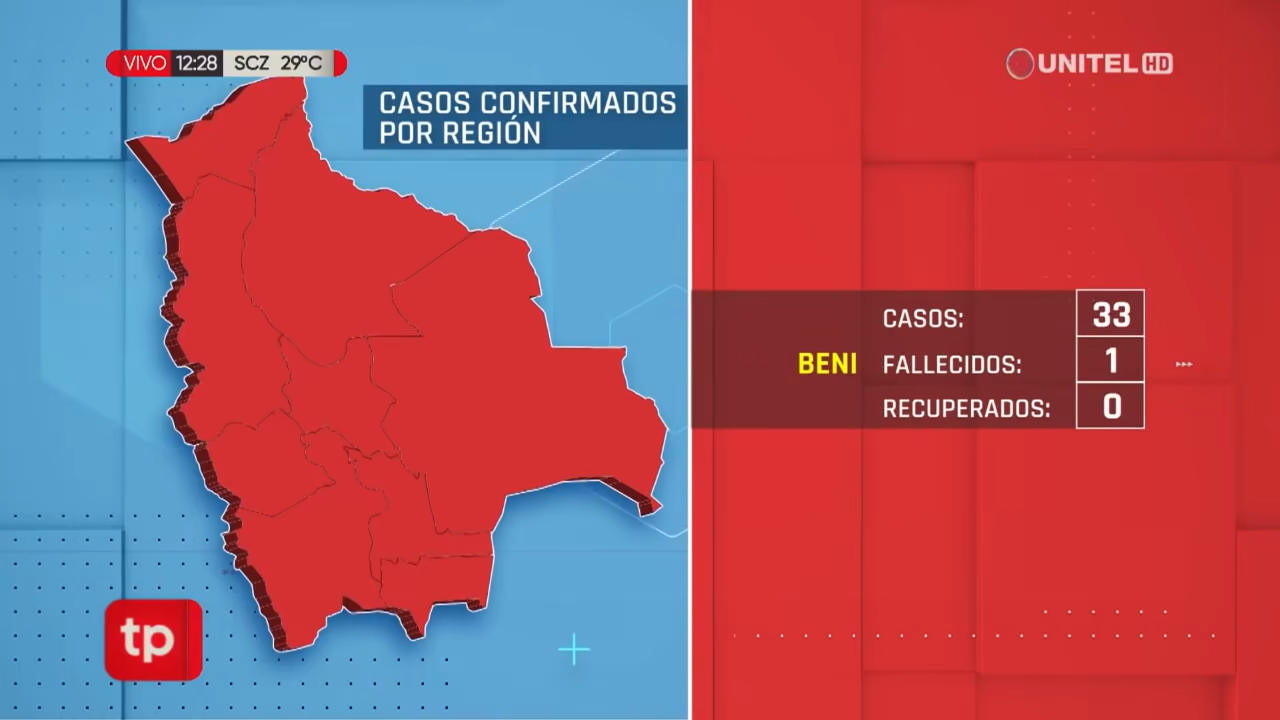 VIVO 12:28 SCZ 29°C
UNITEL HD
CASOS CONFIRMADOS
POR REGIÓN
CASOS: 33
BENI FALLECIDOS: 1
RECUPERADOS: 0
tp